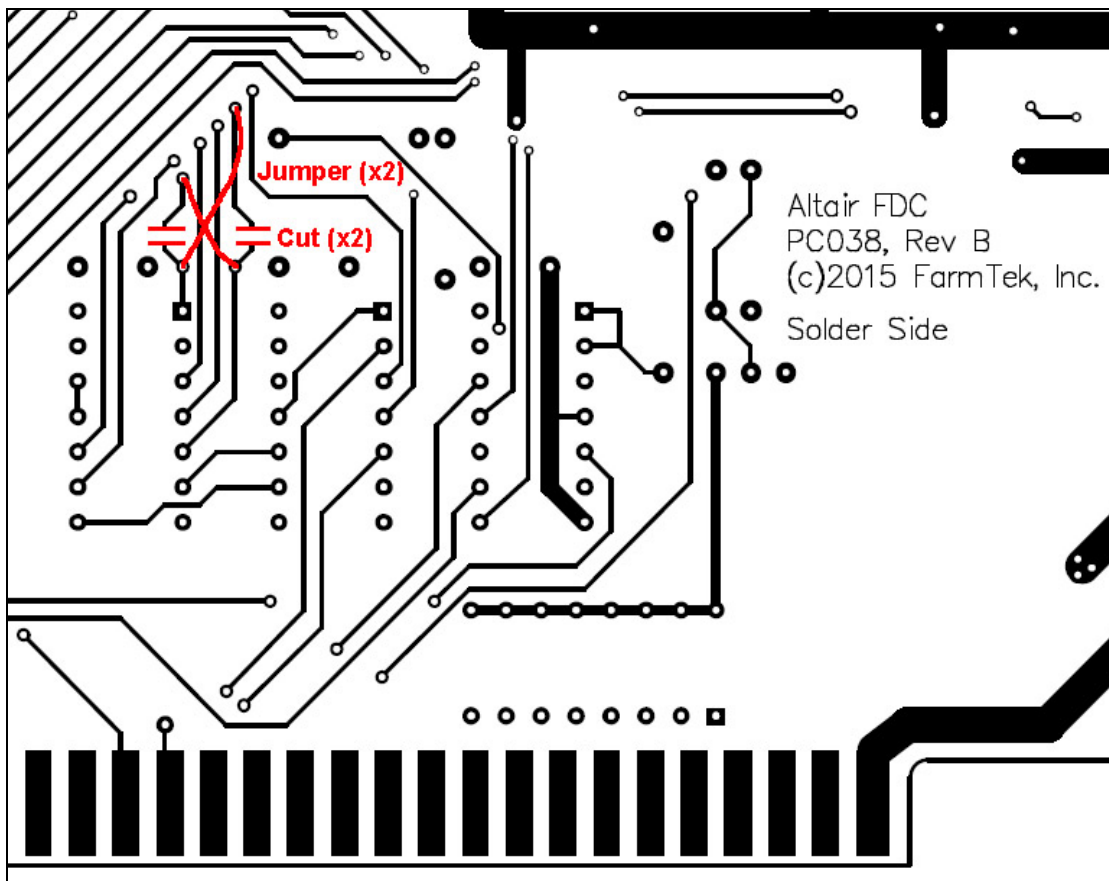 Jumper (x2)
Cut (x2)
Altair FDC
PC038, Rev B
(c)2015 FarmTek, Inc.
Solder Side